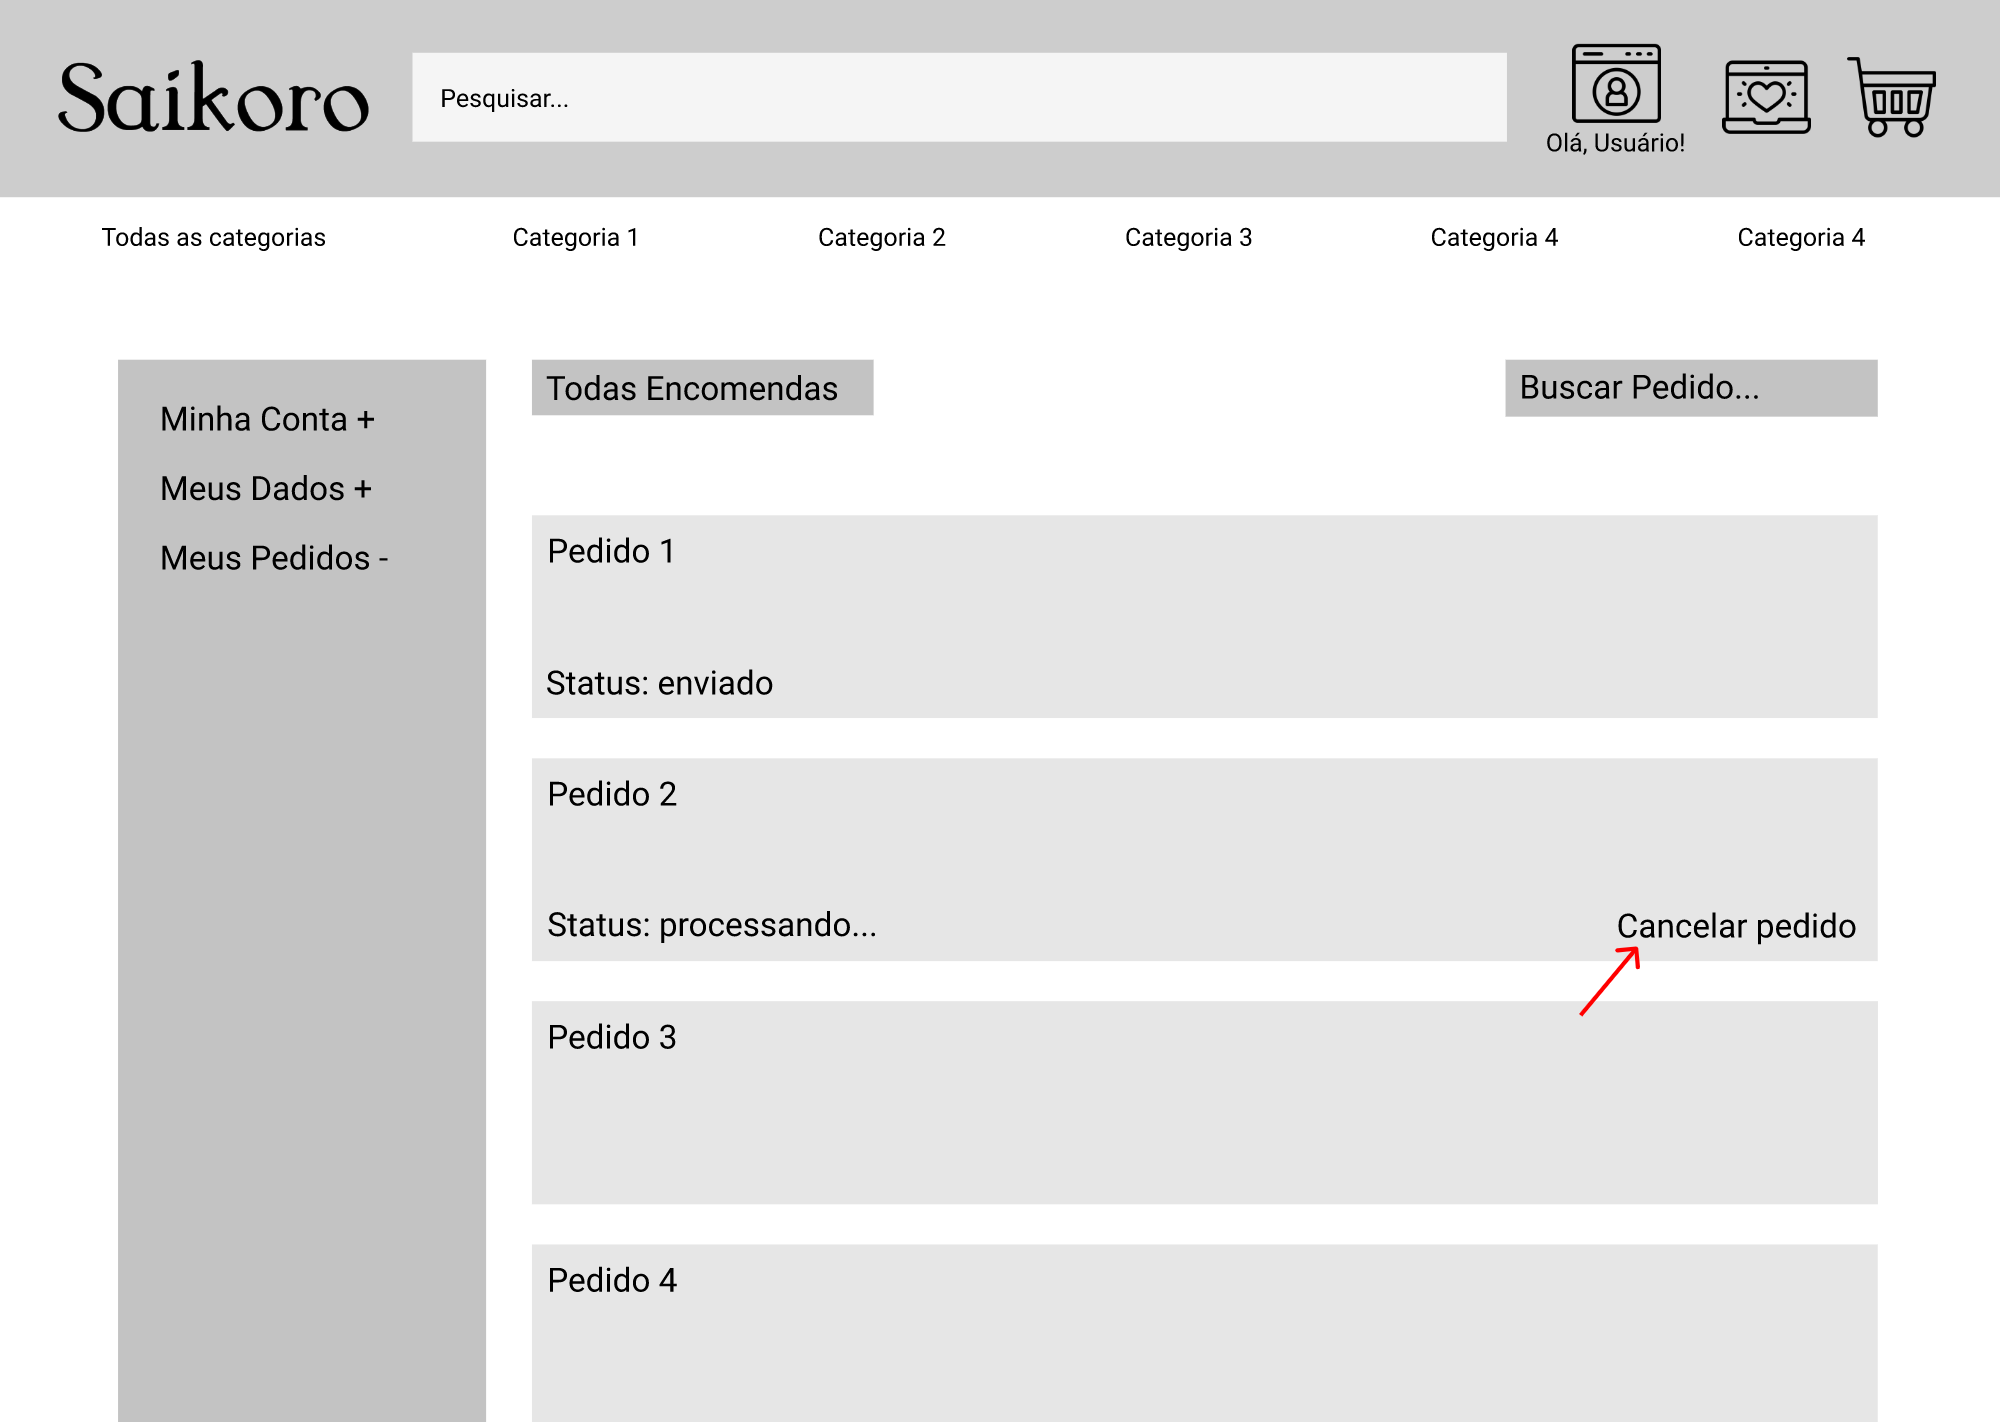 Saikoro
Pesquisar...
Olá, Usuário!
Todas as categorias
Categoria 1
Categoria 2
Categoria 3
Categoria 4
Categoria 4
Minha Conta +
Meus Dados +
Meus Pedidos -
Todas Encomendas
Buscar Pedido...
Pedido 1
Status: enviado
Pedido 2
Status: processando...
Cancelar pedido
Pedido 3
Pedido 4